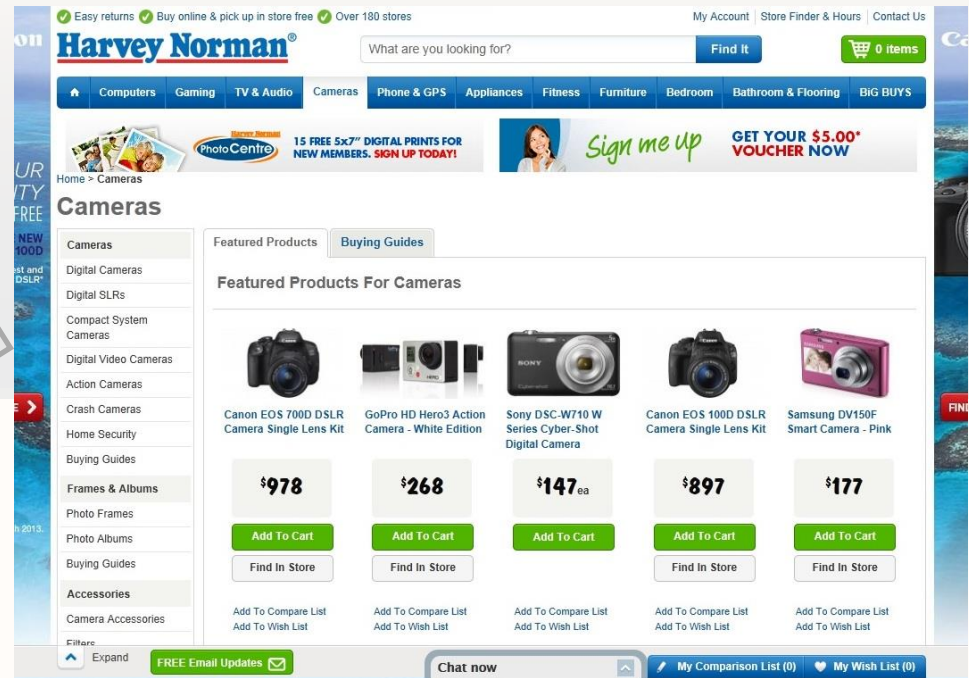 Easy returns Buy online & pick up in store free Over 180 stores
My Account Store Finder & Hours Contact Us
Harvey Norman®
What are you looking for?
Find It
0 items
Computers Gaming TV & Audio Cameras Phone & GPS Appliances Fitness Furniture Bedroom Bathroom & Flooring BiG BUYS
Harvey Norman
PhotoCentre
15 FREE 5x7" DIGITAL PRINTS FOR
NEW MEMBERS. SIGN UP TODAY!
Sign me up
GET YOUR $5.00*
VOUCHER NOW
Home > Cameras
Cameras
Cameras
Digital Cameras
Digital SLRs
Compact System
Cameras
Digital Video Cameras
Action Cameras
Crash Cameras
Home Security
Buying Guides
Frames & Albums
Photo Frames
Photo Albums
Buying Guides
Accessories
Camera Accessories
Filters
Featured Products Buying Guides
Featured Products For Cameras
Canon EOS 700D DSLR
Camera Single Lens Kit
$978
Add To Cart
Find In Store
Add To Compare List
Add To Wish List
GoPro HD Hero3 Action
Camera - White Edition
$268
Add To Cart
Find In Store
Add To Compare List
Add To Wish List
SONY
Cyber-shot
Sony DSC-W710 W
Series Cyber-Shot
Digital Camera
$147ea
Add To Cart
Add To Compare List
Add To Wish List
Canon EOS 100D DSLR
Camera Single Lens Kit
$897
Add To Cart
Find In Store
Add To Compare List
Add To Wish List
Samsung DV150F
Smart Camera - Pink
$177
Add To Cart
Find In Store
Add To Compare List
Add To Wish List
NEW
100D
DSLR*
FREE
2013.
Expand
FREE Email Updates
Chat now
My Comparison List (0)
My Wish List (0)